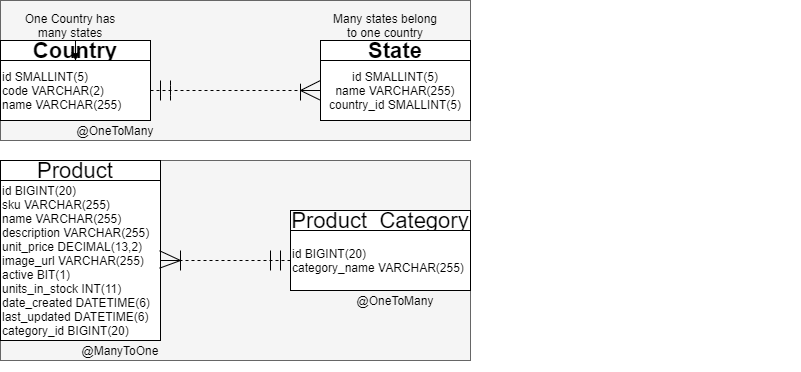 One Country has
many states
Country
id SMALLINT(5)
code VARCHAR(2)
name VARCHAR(255)
@OneToMany
Many states belong
to one country
State
id SMALLINT(5)
name VARCHAR(255)
country_id SMALLINT(5)
Product
id BIGINT(20)
sku VARCHAR(255)
name VARCHAR(255)
description VARCHAR(255)
unit_price DECIMAL(13,2)
image_url VARCHAR(255)
active BIT(1)
units_in_stock INT(11)
date_created DATETIME(6)
last_updated DATETIME(6)
category_id BIGINT(20)
@ManyToOne
Product_Category
id BIGINT(20)
category_name VARCHAR(255)
@OneToMany